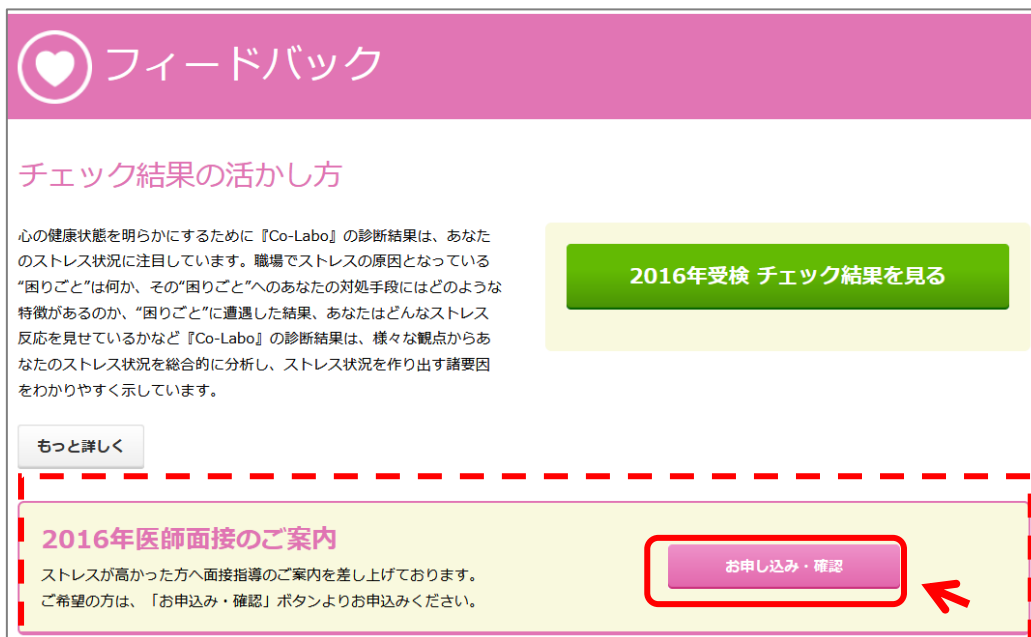 フィードバック
チェック結果の活かし方
心の健康状態を明らかにするために『Co-Labo』の診断結果は、あなた
のストレス状況に注目しています。職場でストレスの原因となっている
“困りごと”は何か、その“困りごと”へのあなたの対処手段にはどのような
特徴があるのか、“困りごと”に遭遇した結果、あなたはどんなストレス
反応を見せているかなど『Co-Labo』の診断結果は、様々な観点からあ
なたのストレス状況を総合的に分析し、ストレス状況を作り出す諸要因
をわかりやすく示しています。
2016年受検 チェック結果を見る
もっと詳しく
2016年医師面接のご案内
ストレスが高かった方へ面接指導のご案内を差し上げております。
ご希望の方は、「お申込み・確認」ボタンよりお申込みください。
お申し込み・確認